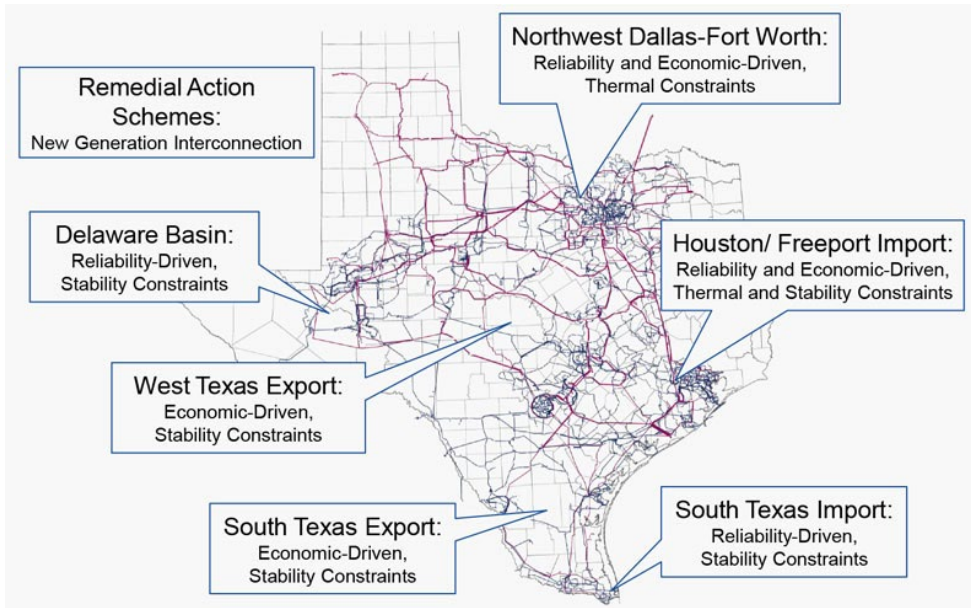 Northwest Dallas-Fort Worth:
Reliability and Economic-Driven,
Thermal Constraints
Remedial Action
Schemes:
New Generation Interconnection
Delaware Basin:
Reliability-Driven,
Stability Constraints
Houston/ Freeport Import:
Reliability and Economic-Driven,
Thermal and Stability Constraints
West Texas Export:
Economic-Driven,
Stability Constraints
South Texas Export:
Economic-Driven,
Stability Constraints
South Texas Import:
Reliability-Driven,
Stability Constraints